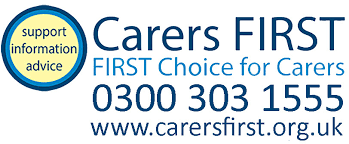 support
information
advice
Carers FIRST
FIRST Choice for Carers
0300 303 1555
www.carersfirst.org.uk